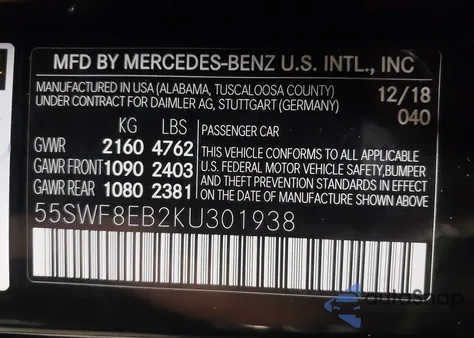 MFD BY MERCEDES-BENZ U.S. INTL., INC
MANUFACTURED IN USA (ALABAMA, TUSCALOOSA COUNTY) 12/18
UNDER CONTRACT FOR DAIMLER AG, STUTTGART (GERMANY) 040
KG LBS PASSENGER CAR
GWVR 2160 4762 THIS VEHICLE CONFORMS TO ALL APPLICABLE
GAWR FRONT 1090 2403 U.S. FEDERAL MOTOR VEHICLE SAFETY, BUMPER
GAWR REAR 1080 2381 AND THEFT PREVENTION STANDARDS IN EFFECT
ON THE DATE OF MANUFACTURE SHOWN ABOVE.
55SWF8EB2KU301938
autoShop